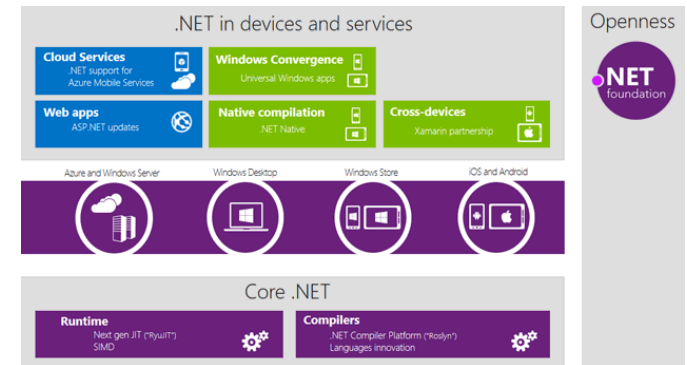 .NET in devices and services
Openness
Cloud Services
.NET support for
Azure Mobile Services
Windows Convergence
Universal Windows apps
.NET
foundation
Web apps
ASP.NET updates
Native compilation
.NET Native
Cross-devices
Xamarin partnership
Azure and Windows Server
Windows Desktop
Windows Store
iOS and Android
Core .NET
Runtime
Next gen JIT ("RyuJIT")
SIMD
Compilers
.NET Compiler Platform ("Roslyn")
Languages innovation